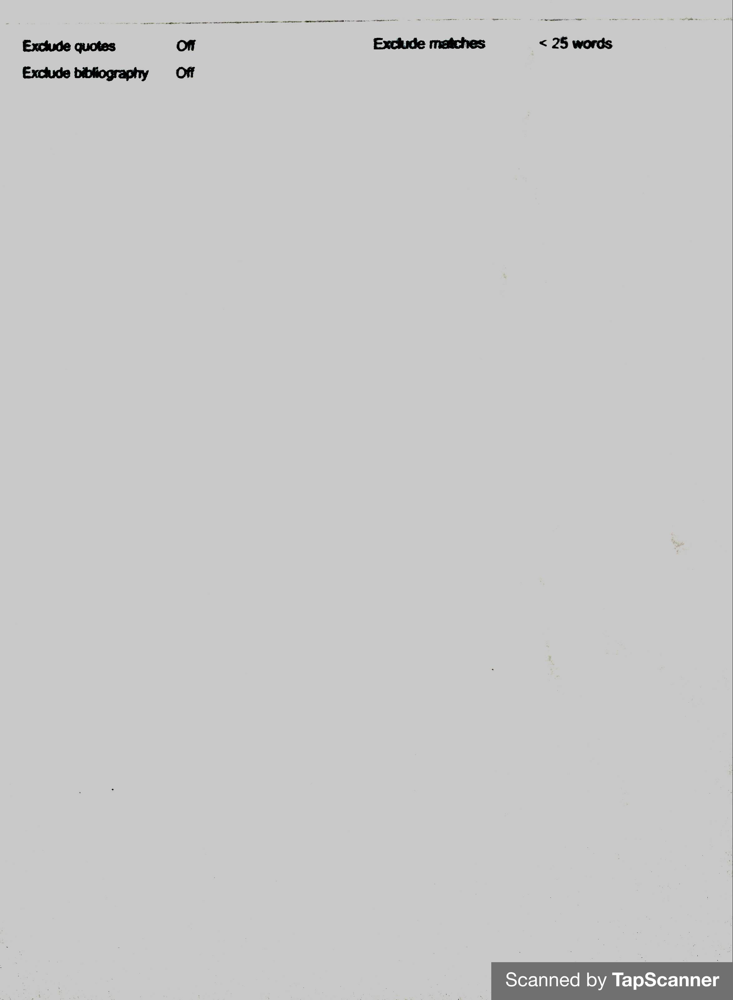 Exclude quotes Off Exclude matches < 25 words
Exclude bibliography Off
Scanned by TapScanner